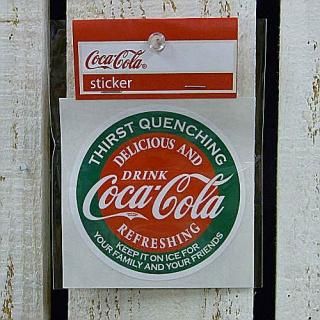 Coca-Cola®
sticker
THIRST QUENCHING
DELICIOUS AND
DRINK
Coca-Cola
REFRESHING
KEEP IT ON ICE FOR
YOUR FAMILY AND YOUR FRIENDS